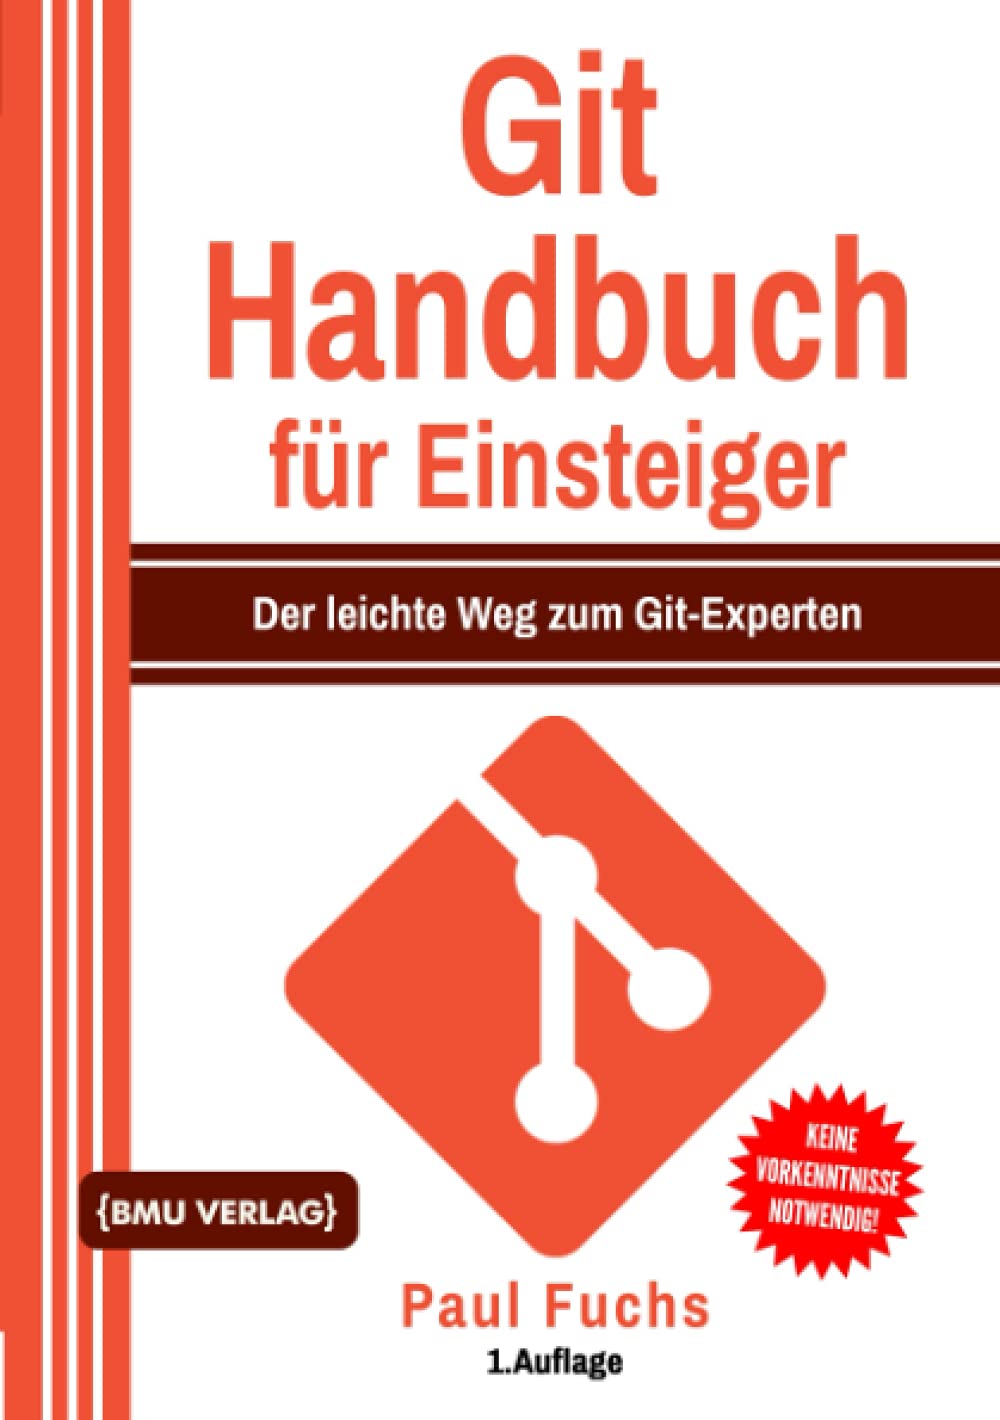 Git
Handbuch
für Einsteiger
Der leichte Weg zum Git-Experten
KEINE
VORKENNTNISSE
NOTWENDIG!
{BMU VERLAG}
Paul Fuchs
1.Auflage